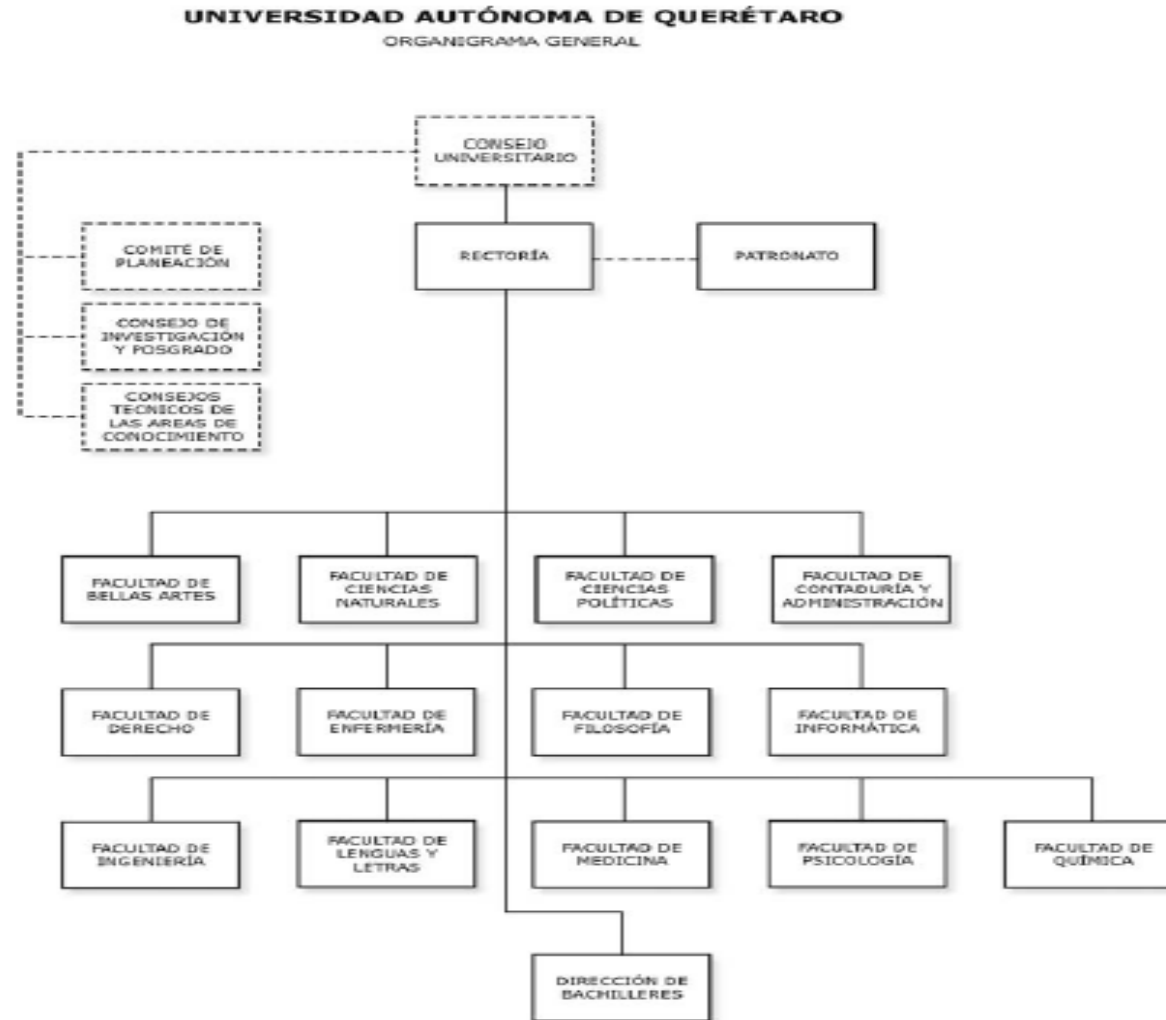 UNIVERSIDAD AUTÓNOMA DE QUERÉTARO
ORGANIGRAMA GENERAL
CONSEJO
UNIVERSITARIO
COMITÉ DE
PLANEACIÓN
RECTORÍA
PATRONATO
CONSEJO DE
INVESTIGACIÓN
Y POSGRADO
CONSEJOS
TECNICOS DE
LAS AREAS DE
CONOCIMIENTO
FACULTAD DE
BELLAS ARTES
FACULTAD DE
CIENCIAS
NATURALES
FACULTAD DE
CIENCIAS
POLÍTICAS
FACULTAD DE
CONTADURÍA Y
ADMINISTRACIÓN
FACULTAD DE
DERECHO
FACULTAD DE
ENFERMERÍA
FACULTAD DE
FILOSOFÍA
FACULTAD DE
INFORMÁTICA
FACULTAD DE
INGENIERÍA
FACULTAD DE
LENGUAS Y
LETRAS
FACULTAD DE
MEDICINA
FACULTAD DE
PSICOLOGÍA
FACULTAD DE
QUÍMICA
DIRECCIÓN DE
BACHILLERES